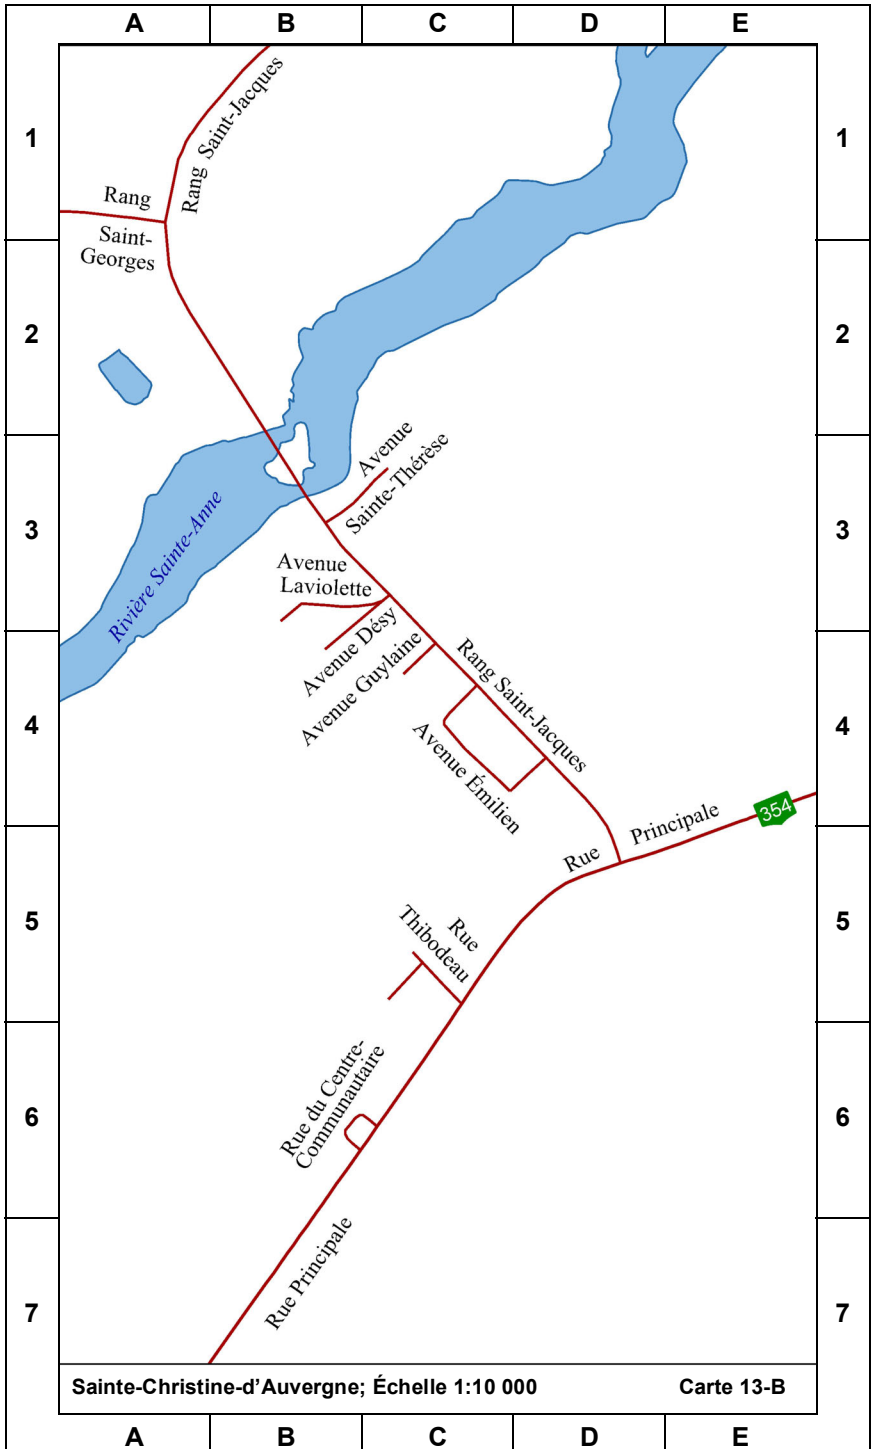 A B C D E
1 1
Rang Saint-Jacques
Rang
Saint-
Georges
2 2
Avenue
Sainte-Thérèse
3 3
Rivière Sainte-Anne
Avenue
Laviolette
Avenue Désy
Avenue Guylaine
Rang Saint-Jacques
4 4
Avenue Émilien
354
Rue Principale
5 5
Rue
Thibodeau
6 6
Rue du Centre-
Communautaire
Rue Principale
7 7
Sainte-Christine-d’Auvergne; Échelle 1:10 000 Carte 13-B
A B C D E